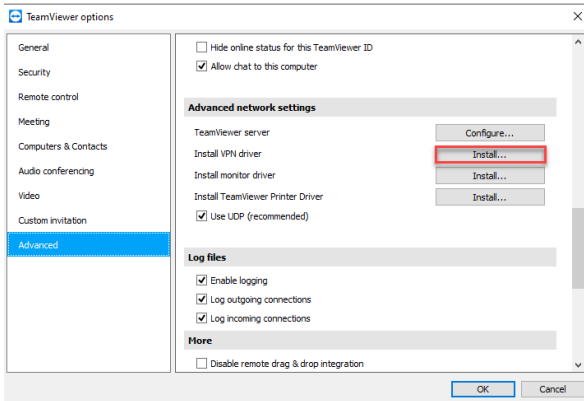 TeamViewer options
General
Security
Remote control
Meeting
Computers & Contacts
Audio conferencing
Video
Custom invitation
Advanced
Hide online status for this TeamViewer ID
Allow chat to this computer
Advanced network settings
TeamViewer server Configure...
Install VPN driver Install...
Install monitor driver Install...
Install TeamViewer Printer Driver Install...
Use UDP (recommended)
Log files
Enable logging
Log outgoing connections
Log incoming connections
More
Disable remote drag & drop integration
OK Cancel